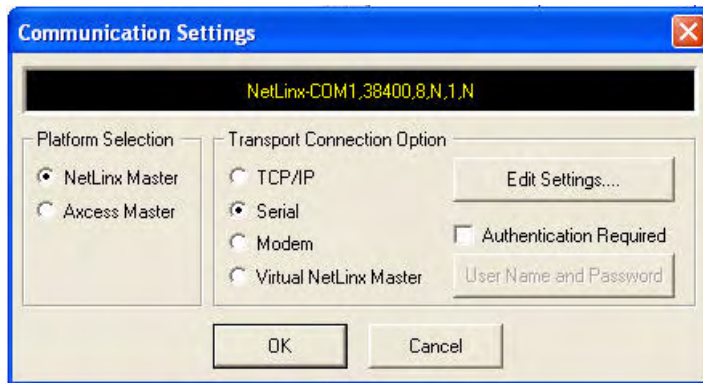 Communication Settings
NetLinx-COM1,38400,8,N,1,N
Platform Selection
NetLinx Master
Axcess Master
Transport Connection Option
TCP/IP
Serial
Modem
Virtual NetLinx Master
Edit Settings....
Authentication Required
User Name and Password
OK
Cancel